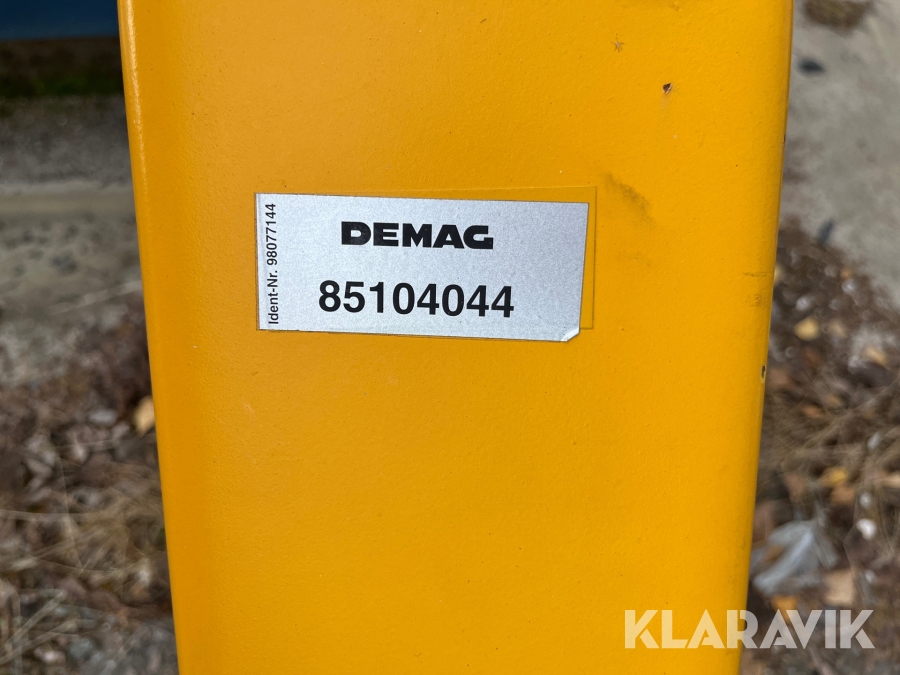 Ident-Nr. 98077144
DEMAG
85104044
KLARAVIK